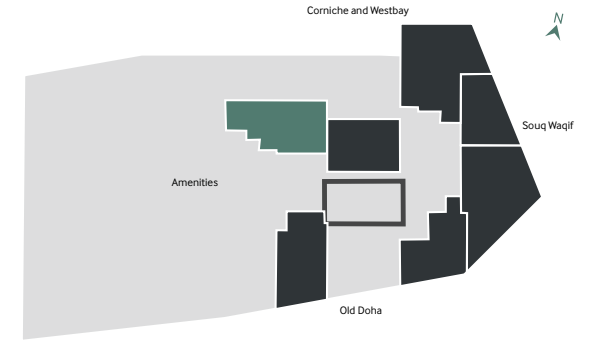 Corniche and Westbay
N
Souq Waqif
Amenities
Old Doha